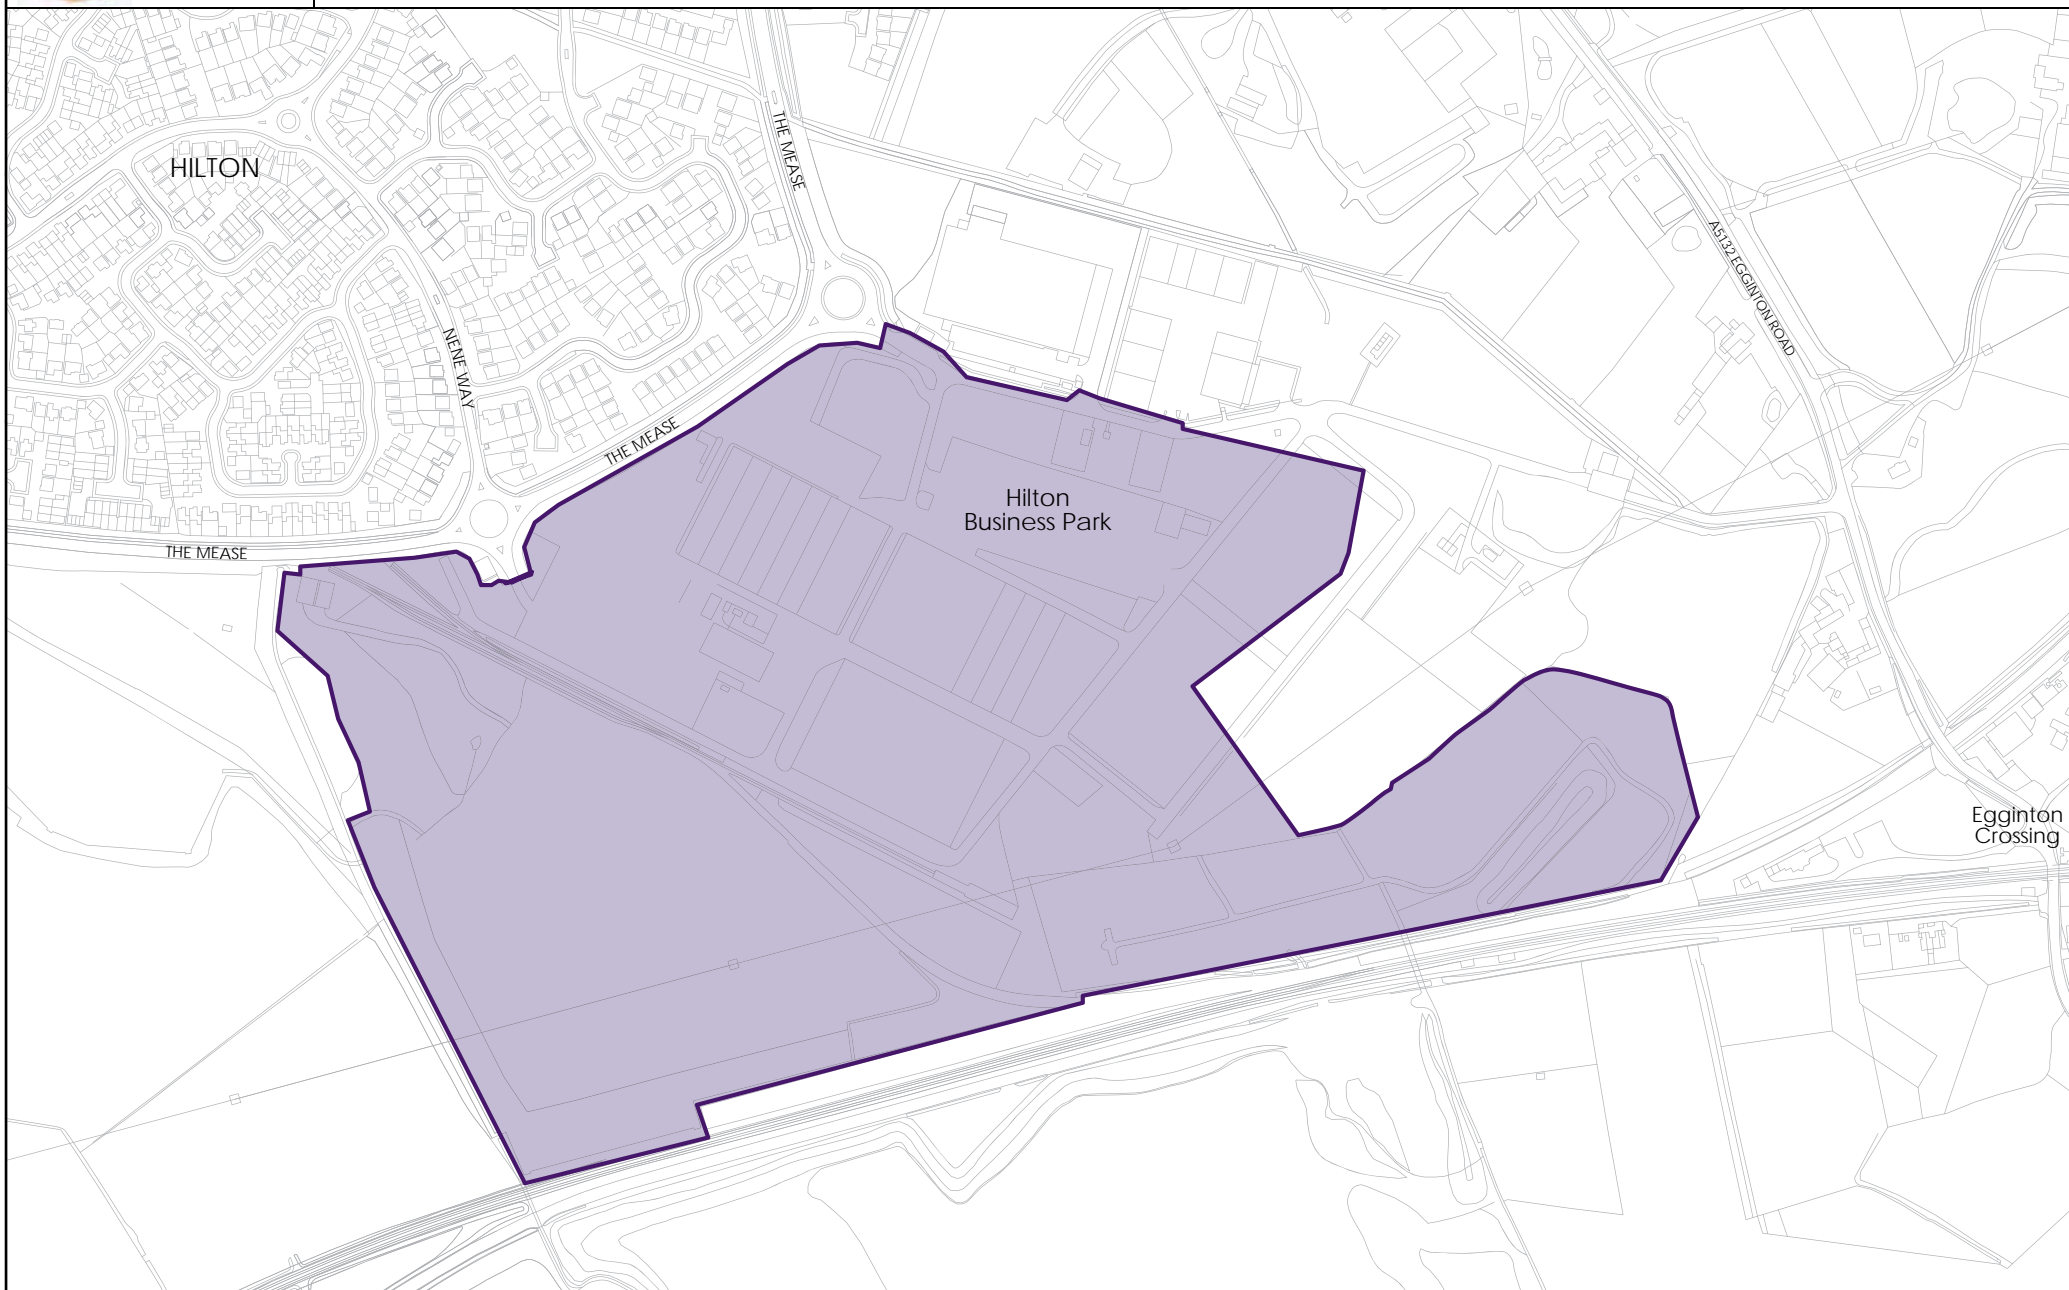 THE MEASE
HILTON
A5132 EGGINTON ROAD
NENE WAY
THE MEASE
Hilton
Business Park
THE MEASE
Egginton
Crossing